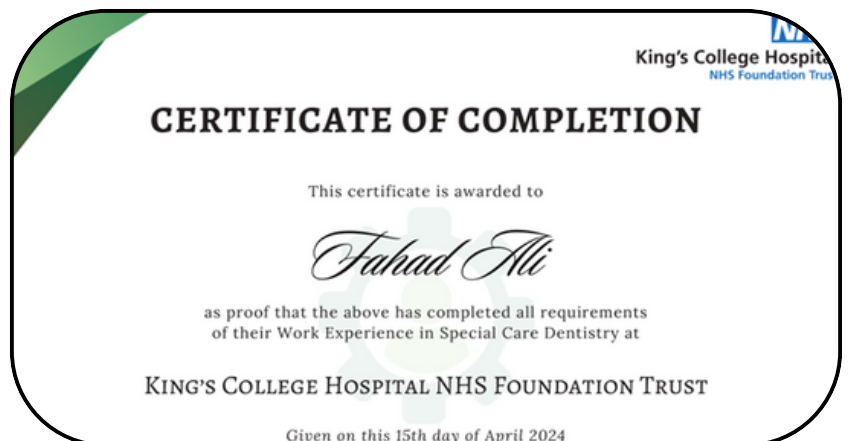 King's College Hospita
NHS Foundation Trus
CERTIFICATE OF COMPLETION
This certificate is awarded to
Fahad Ali
as proof that the above has completed all requirements
of their Work Experience in Special Care Dentistry at
KING'S COLLEGE HOSPITAL NHS FOUNDATION TRUST
Given on this 15th day of April 2024